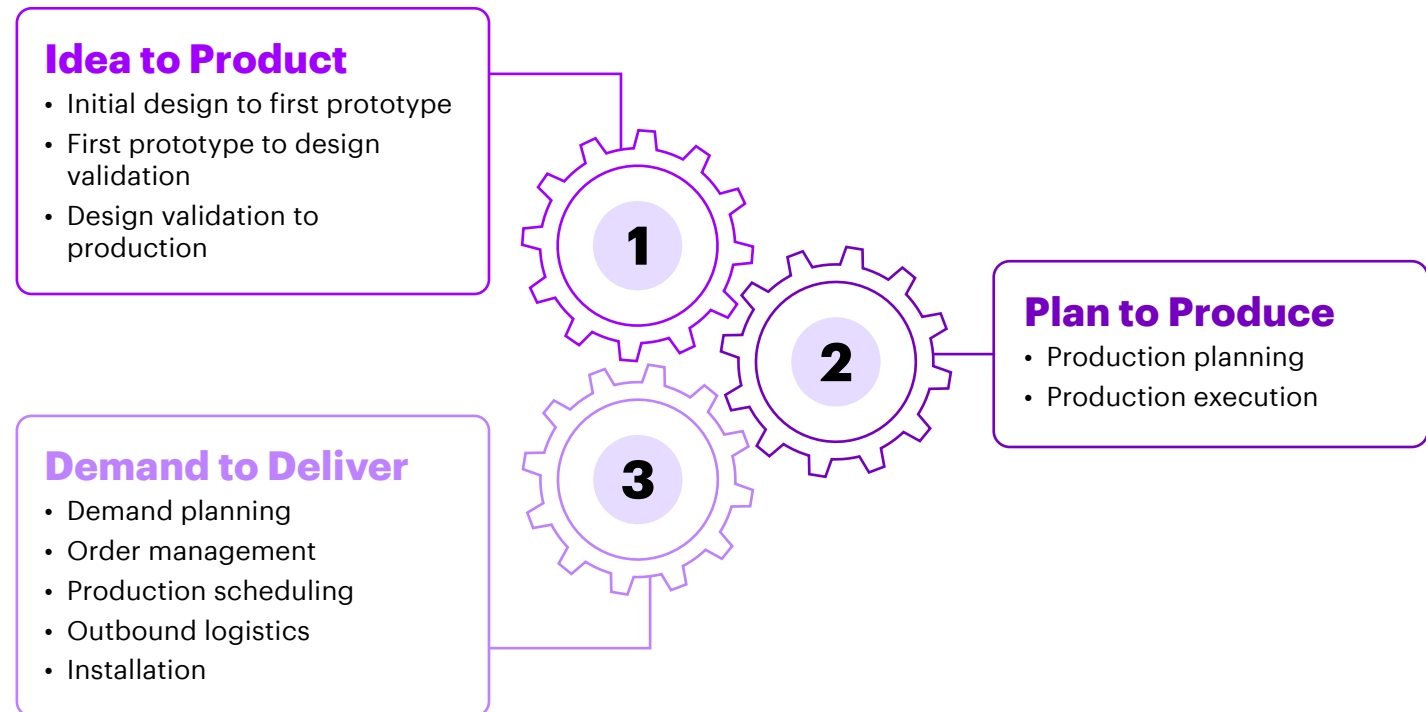 Idea to Product
• Initial design to first prototype
• First prototype to design
validation
• Design validation to
production
1
2
Plan to Produce
• Production planning
• Production execution
3
Demand to Deliver
• Demand planning
• Order management
• Production scheduling
• Outbound logistics
• Installation